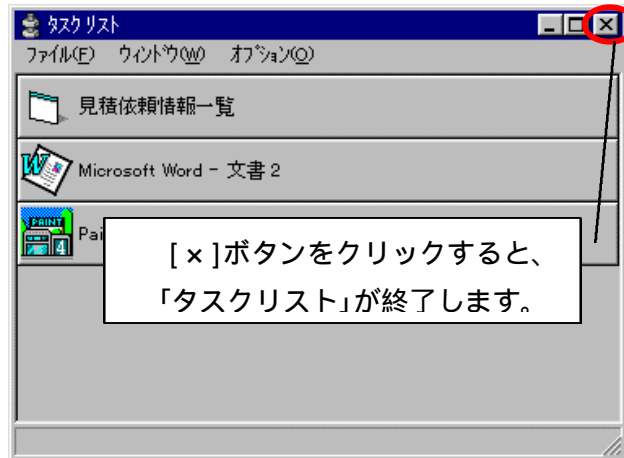 ﾀｽｸ ﾘｽﾄ
ﾌｧｲﾙ(F) ｳｨﾝﾄﾞｳ(W) ｵﾌﾟｼｮﾝ(O)
見積依頼情報一覧
Microsoft Word - 文書 2
PAINT
4
Pai
[×]ボタンをクリックすると、
「タスクリスト」が終了します。